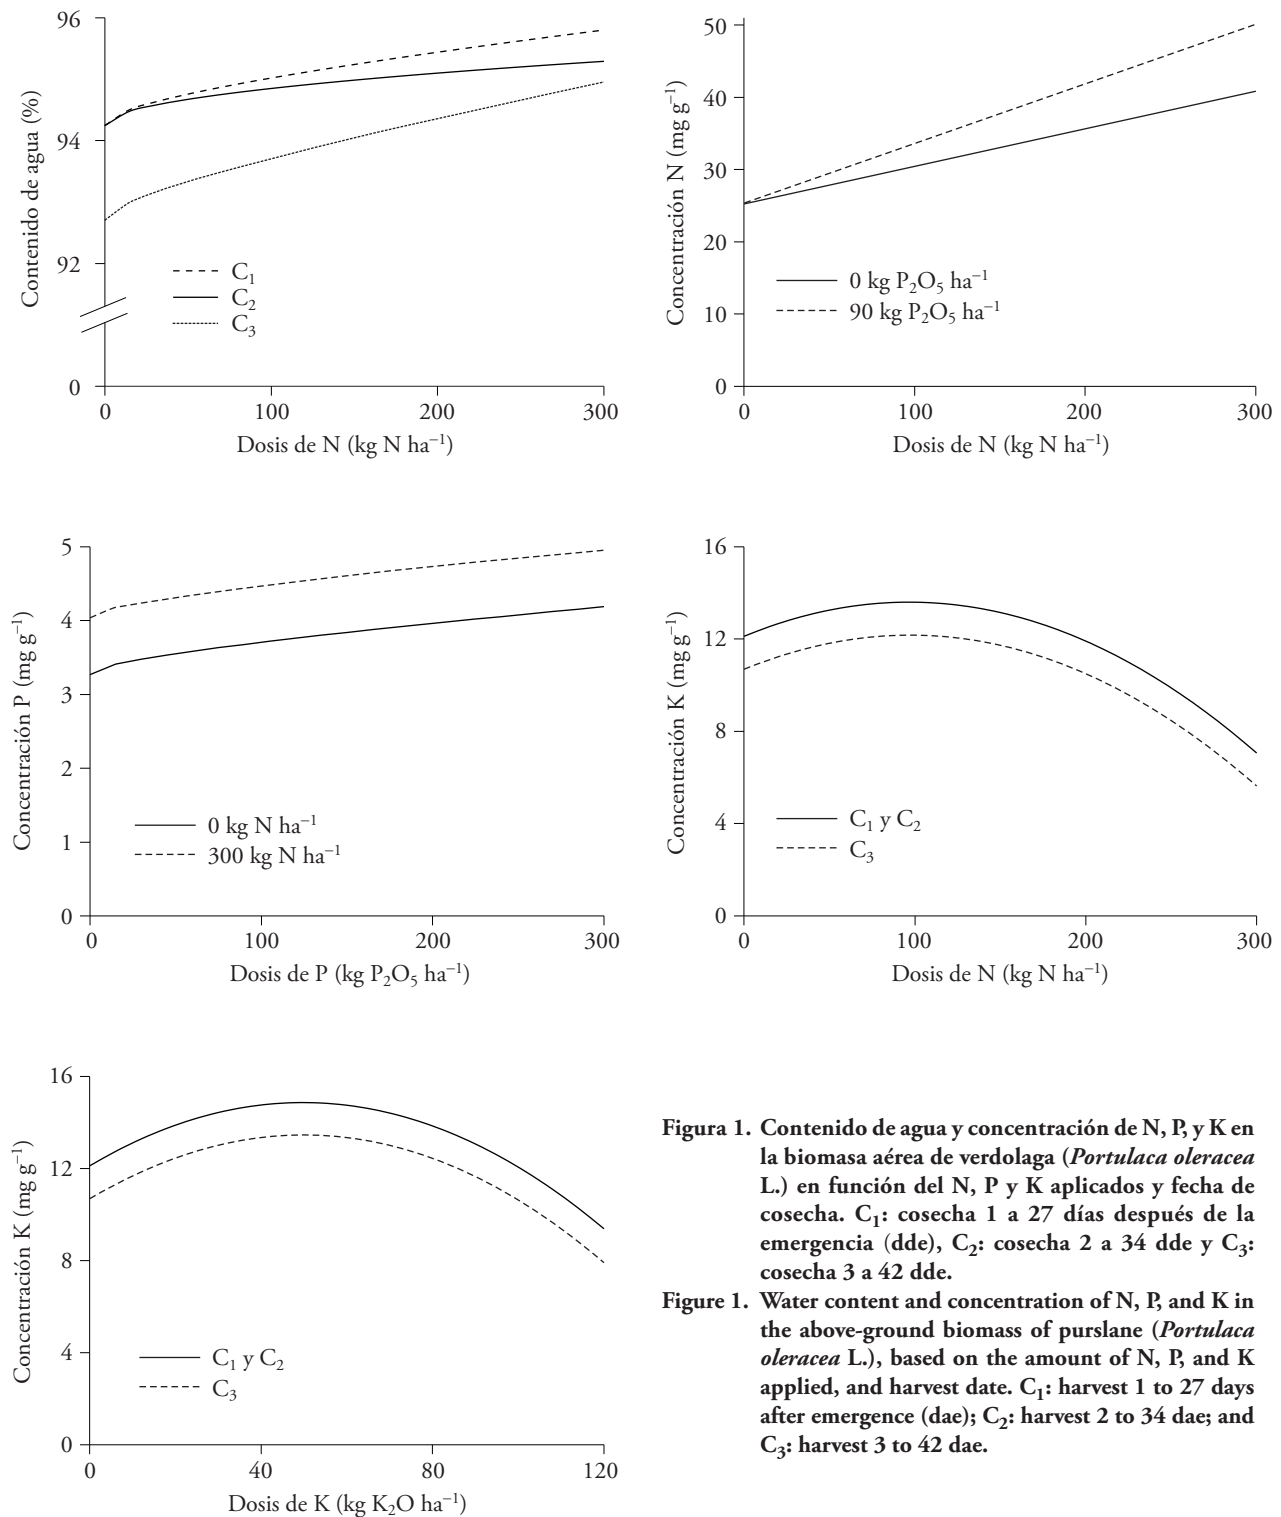 96
94
92
0
Contenido de agua (%)
C₁
C₂
C₃
0 100 200 300
Dosis de N (kg N ha⁻¹)
50
40
30
20
10
0
Concentración N (mg g⁻¹)
0 kg P₂O₅ ha⁻¹
90 kg P₂O₅ ha⁻¹
0 100 200 300
Dosis de N (kg N ha⁻¹)
5
4
3
2
1
0
Concentración P (mg g⁻¹)
0 kg N ha⁻¹
300 kg N ha⁻¹
0 100 200 300
Dosis de P (kg P₂O₅ ha⁻¹)
16
12
8
4
0
Concentración K (mg g⁻¹)
C₁ y C₂
C₃
0 100 200 300
Dosis de N (kg N ha⁻¹)
16
12
8
4
0
Concentración K (mg g⁻¹)
C₁ y C₂
C₃
0 40 80 120
Dosis de K (kg K₂O ha⁻¹)
Figura 1. Contenido de agua y concentración de N, P, y K en
la biomasa aérea de verdolaga (Portulaca oleracea
L.) en función del N, P y K aplicados y fecha de
cosecha. C₁: cosecha 1 a 27 días después de la
emergencia (dde), C₂: cosecha 2 a 34 dde y C₃:
cosecha 3 a 42 dde.
Figure 1. Water content and concentration of N, P, and K in
the above-ground biomass of purslane (Portulaca
oleracea L.), based on the amount of N, P, and K
applied, and harvest date. C₁: harvest 1 to 27 days
after emergence (dae); C₂: harvest 2 to 34 dae; and
C₃: harvest 3 to 42 dae.